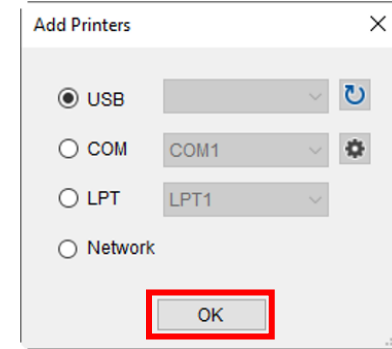 Add Printers
USB
COM COM1
LPT LPT1
Network
OK